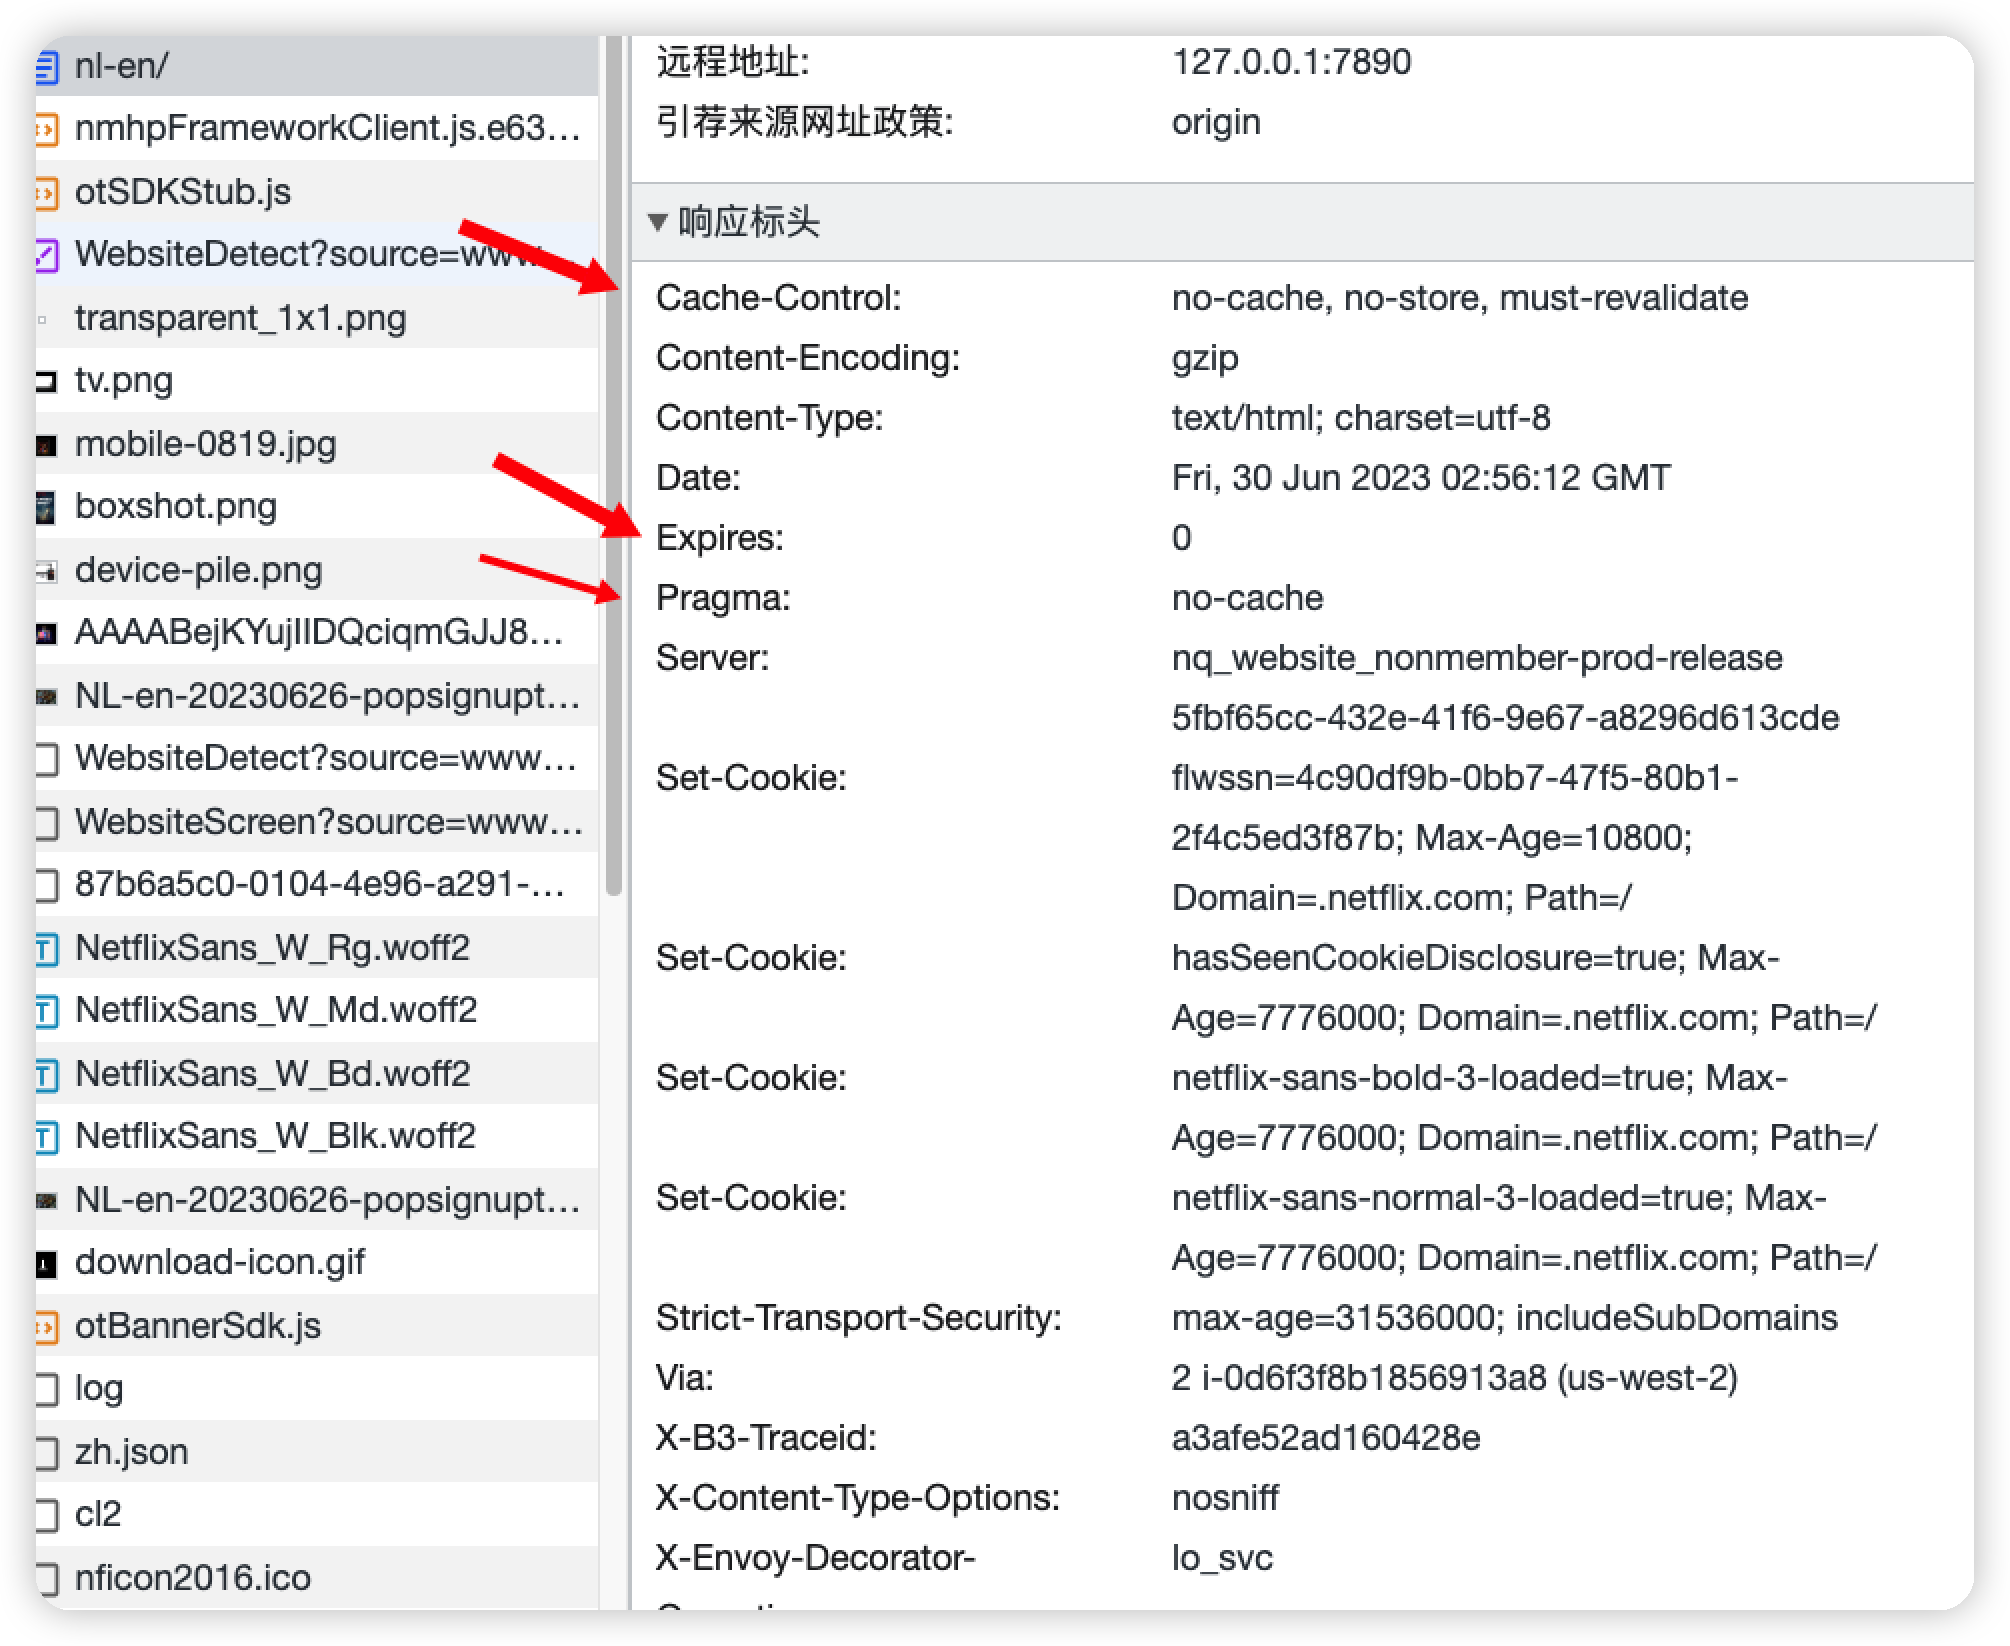 nl-en/
nmhpFrameworkClient.js.e63...
otSDKStub.js
WebsiteDetect?source=www.
transparent_1x1.png
tv.png
mobile-0819.jpg
boxshot.png
device-pile.png
AAAABejKYujIIDQciqmGJJ8...
NL-en-20230626-popsignupt...
WebsiteDetect?source=www...
WebsiteScreen?source=www...
87b6a5c0-0104-4e96-a291-...
NetflixSans_W_Rg.woff2
NetflixSans_W_Md.woff2
NetflixSans_W_Bd.woff2
NetflixSans_W_Blk.woff2
NL-en-20230626-popsignupt...
download-icon.gif
otBannerSdk.js
log
zh.json
cl2
nficon2016.ico
远程地址: 127.0.0.1:7890
引荐来源网址政策: origin
响应标头
Cache-Control: no-cache, no-store, must-revalidate
Content-Encoding: gzip
Content-Type: text/html; charset=utf-8
Date: Fri, 30 Jun 2023 02:56:12 GMT
Expires: 0
Pragma: no-cache
Server: nq_website_nonmember-prod-release
5fbf65cc-432e-41f6-9e67-a8296d613cde
Set-Cookie: flwssn=4c90df9b-0bb7-47f5-80b1-
2f4c5ed3f87b; Max-Age=10800;
Domain=.netflix.com; Path=/
Set-Cookie: hasSeenCookieDisclosure=true; Max-
Age=7776000; Domain=.netflix.com; Path=/
Set-Cookie: netflix-sans-bold-3-loaded=true; Max-
Age=7776000; Domain=.netflix.com; Path=/
Set-Cookie: netflix-sans-normal-3-loaded=true; Max-
Age=7776000; Domain=.netflix.com; Path=/
Strict-Transport-Security: max-age=31536000; includeSubDomains
Via: 2 i-0d6f3f8b1856913a8 (us-west-2)
X-B3-Traceid: a3afe52ad160428e
X-Content-Type-Options: nosniff
X-Envoy-Decorator- lo_svc